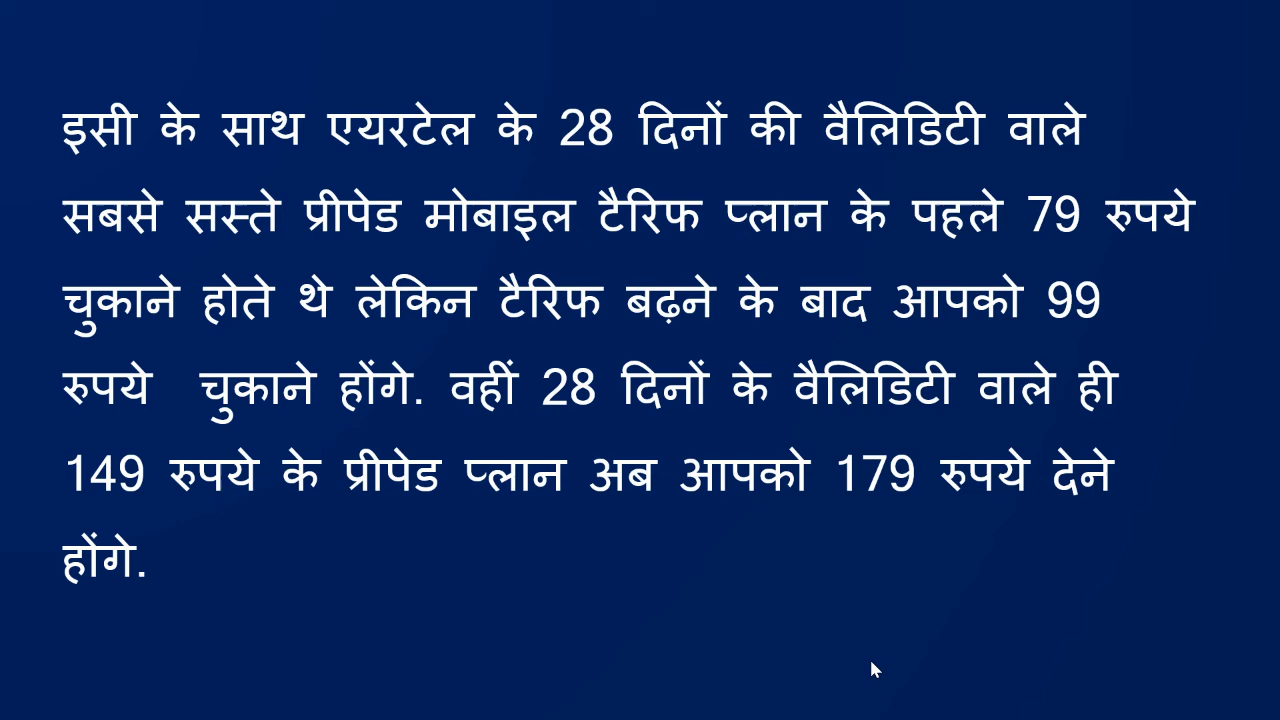 इसी के साथ एयरटेल के 28 दिनों की वैलिडिटी वाले
सबसे सस्ते प्रीपेड मोबाइल टैरिफ प्लान के पहले 79 रुपये
चुकाने होते थे लेकिन टैरिफ बढ़ने के बाद आपको 99
रुपये  चुकाने होंगे. वहीं 28 दिनों के वैलिडिटी वाले ही
149 रुपये के प्रीपेड प्लान अब आपको 179 रुपये देने
होंगे.